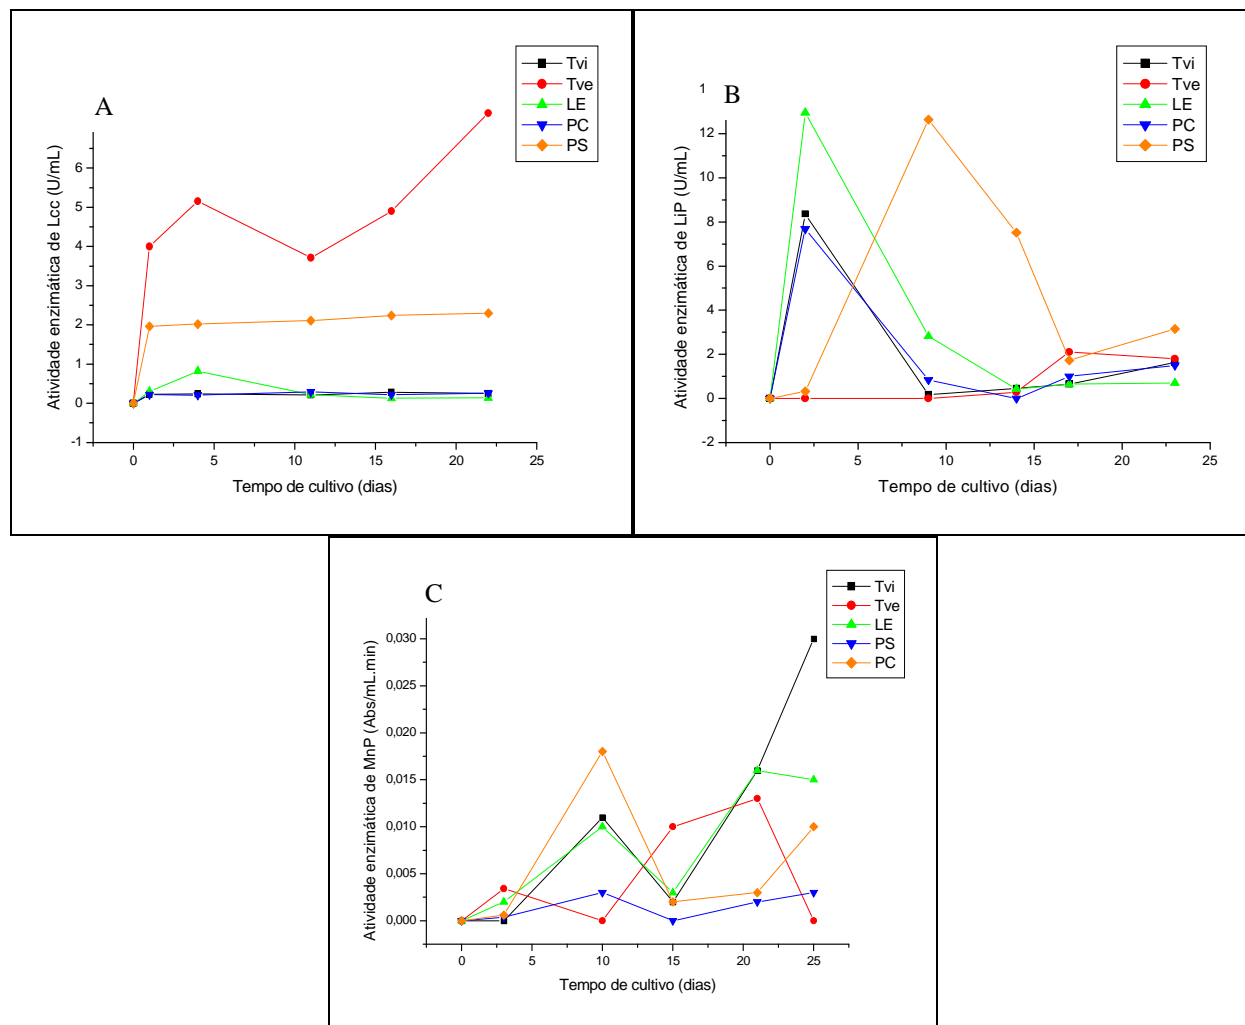 A
Tvi
Tve
LE
PC
PS
Atividade enzimática de Lcc (U/mL)
6
5
4
3
2
1
0
-1
0 5 10 15 20 25
Tempo de cultivo (dias)
B
Tvi
Tve
LE
PC
PS
Atividade enzimática de LiP (U/mL)
1
12
10
8
6
4
2
0
-2
0 5 10 15 20 25
Tempo de cultivo (dias)
C
Tvi
Tve
LE
PS
PC
Atividade enzimática de MnP (Abs/mL.min)
0,030
0,025
0,020
0,015
0,010
0,005
0,000
0 5 10 15 20 25
Tempo de cultivo (dias)